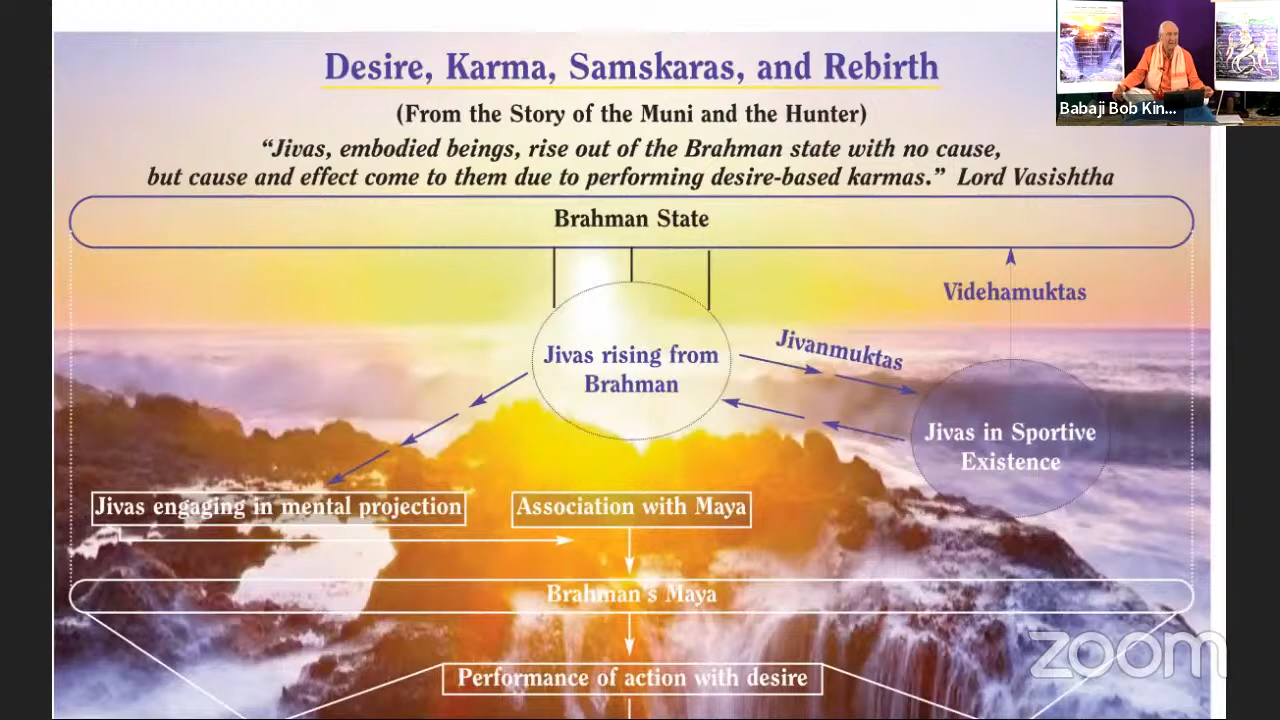 Desire, Karma, Samskaras, and Rebirth
(From the Story of the Muni and the Hunter)
“Jivas, embodied beings, rise out of the Brahman state with no cause,
but cause and effect come to them due to performing desire-based karmas.” Lord Vasishtha
Brahman State
Videhamuktas
Jivas rising from
Brahman
Jivanmuktas
Jivas in Sportive
Existence
Jivas engaging in mental projection
Association with Maya
Brahman's Maya
Performance of action with desire
Babaji Bob Kin...
zoom